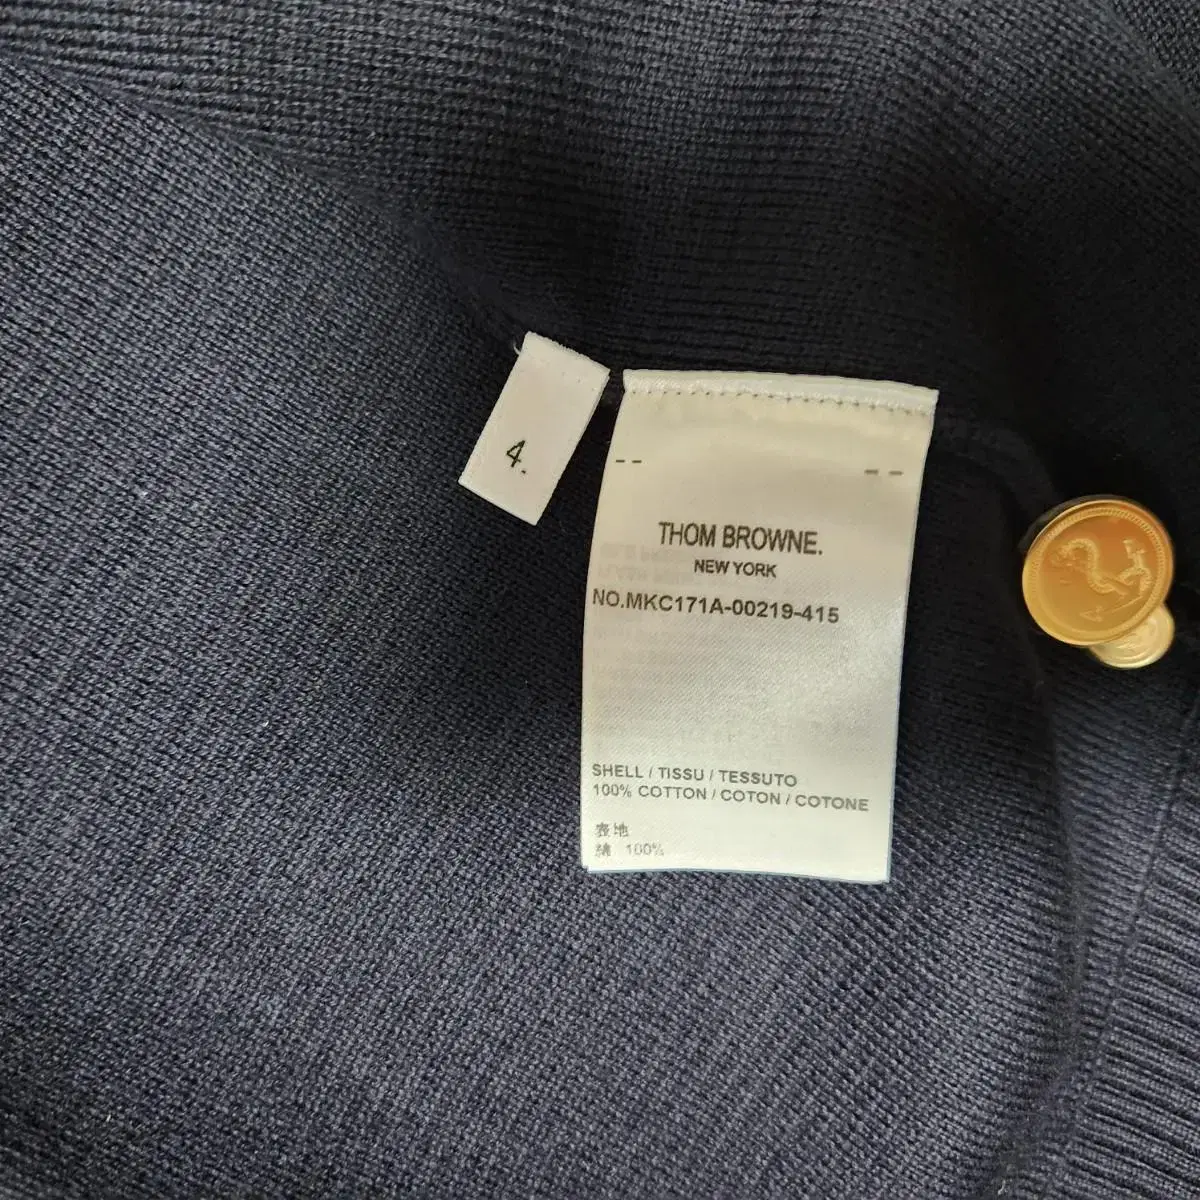 4.
-- --
THOM BROWNE.
NEW YORK
NO.MKC171A-00219-415
SHELL / TISSU / TESSUTO
100% COTTON / COTON / COTONE
表地
綿 100%